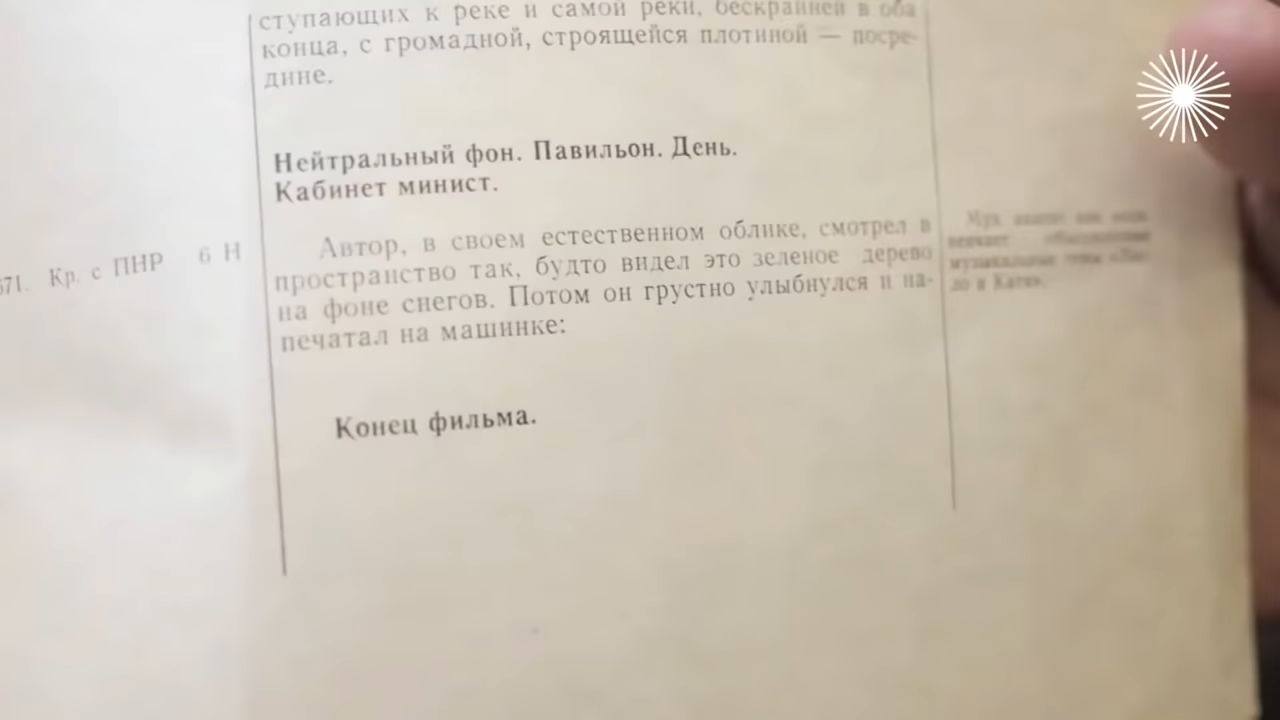 ступающих к реке и самой реки, бескрайней в оба
конца, с громадной, строящейся плотиной — посре-
дине.
Нейтральный фон. Павильон. День.
Кабинет минист.
571. Кр. с ПНР 6 Н
Автор, в своем естественном облике, смотрел в
пространство так, будто видел это зеленое дерево
на фоне снегов. Потом он грустно улыбнулся и на-
печатал на машинке:
Конец фильма.
музыкальные темы